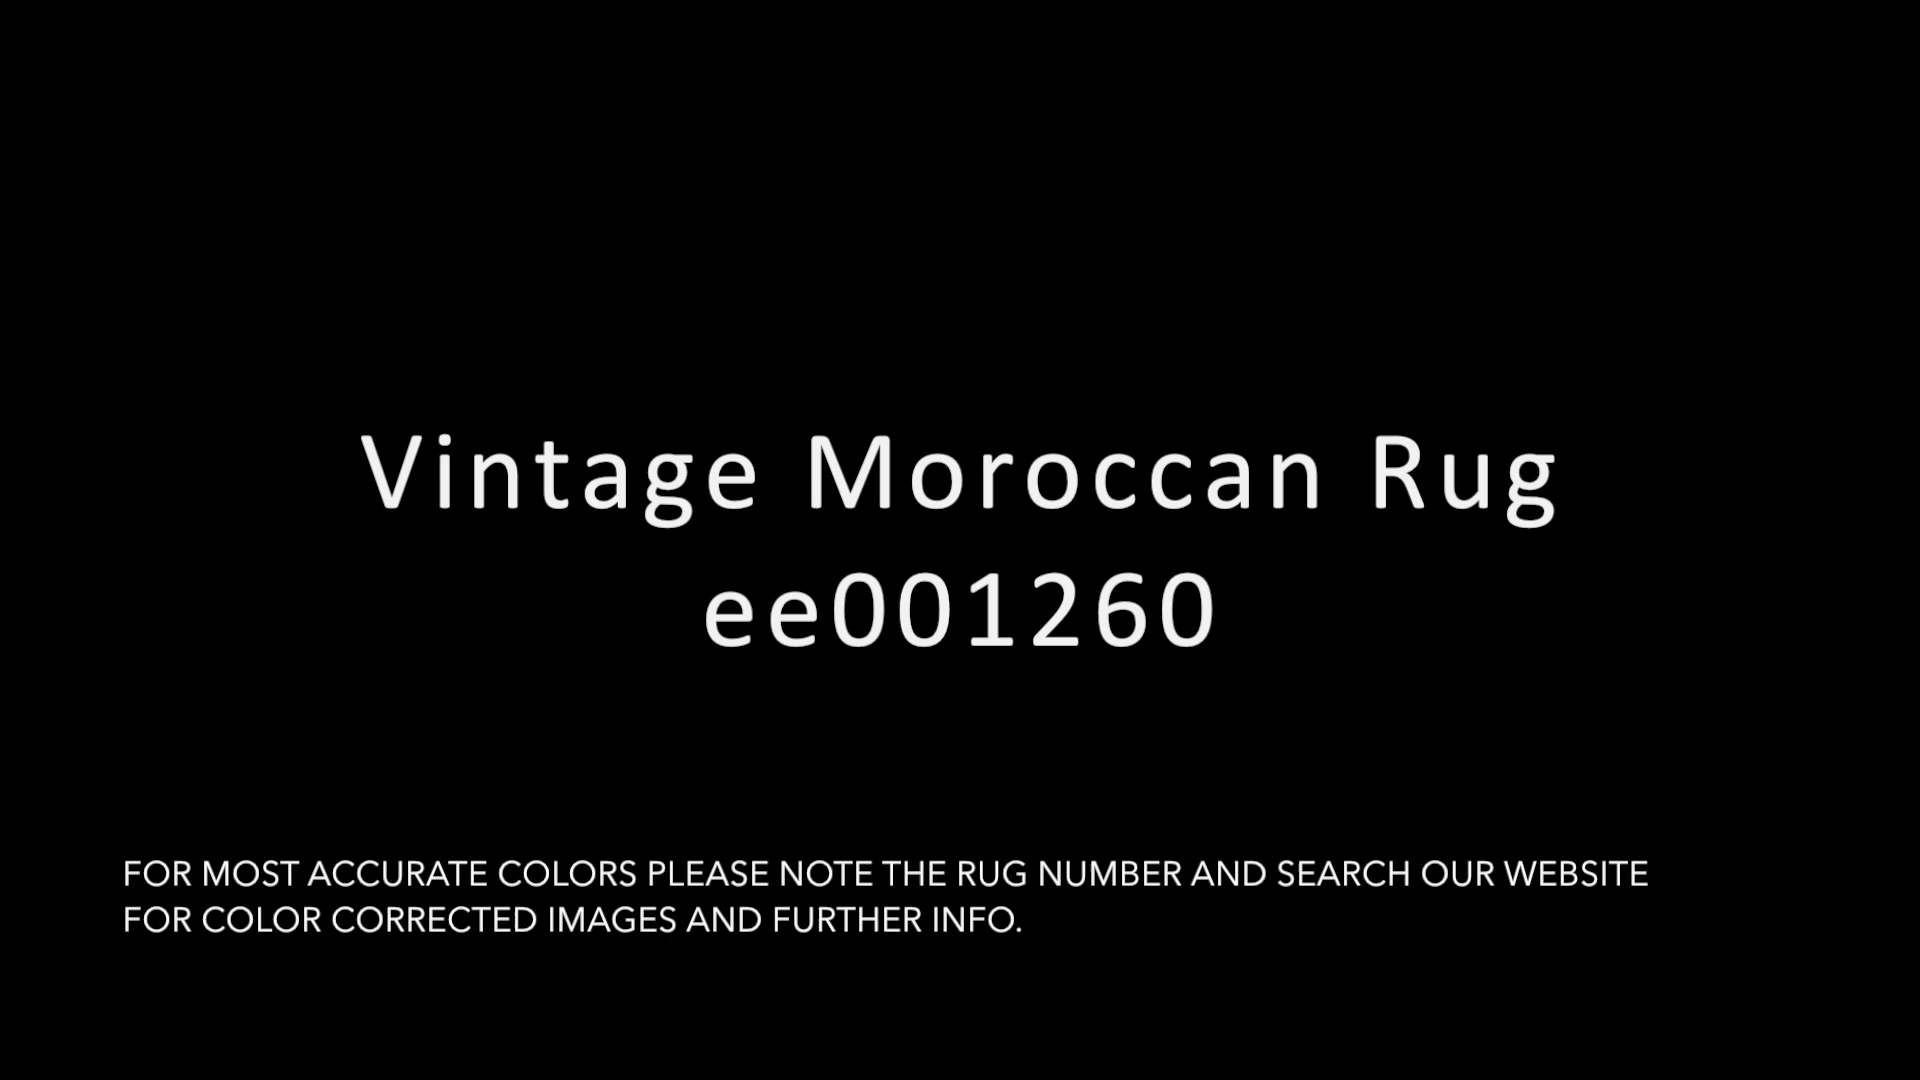 Vintage Moroccan Rug
ee001260
FOR MOST ACCURATE COLORS PLEASE NOTE THE RUG NUMBER AND SEARCH OUR WEBSITE
FOR COLOR CORRECTED IMAGES AND FURTHER INFO.